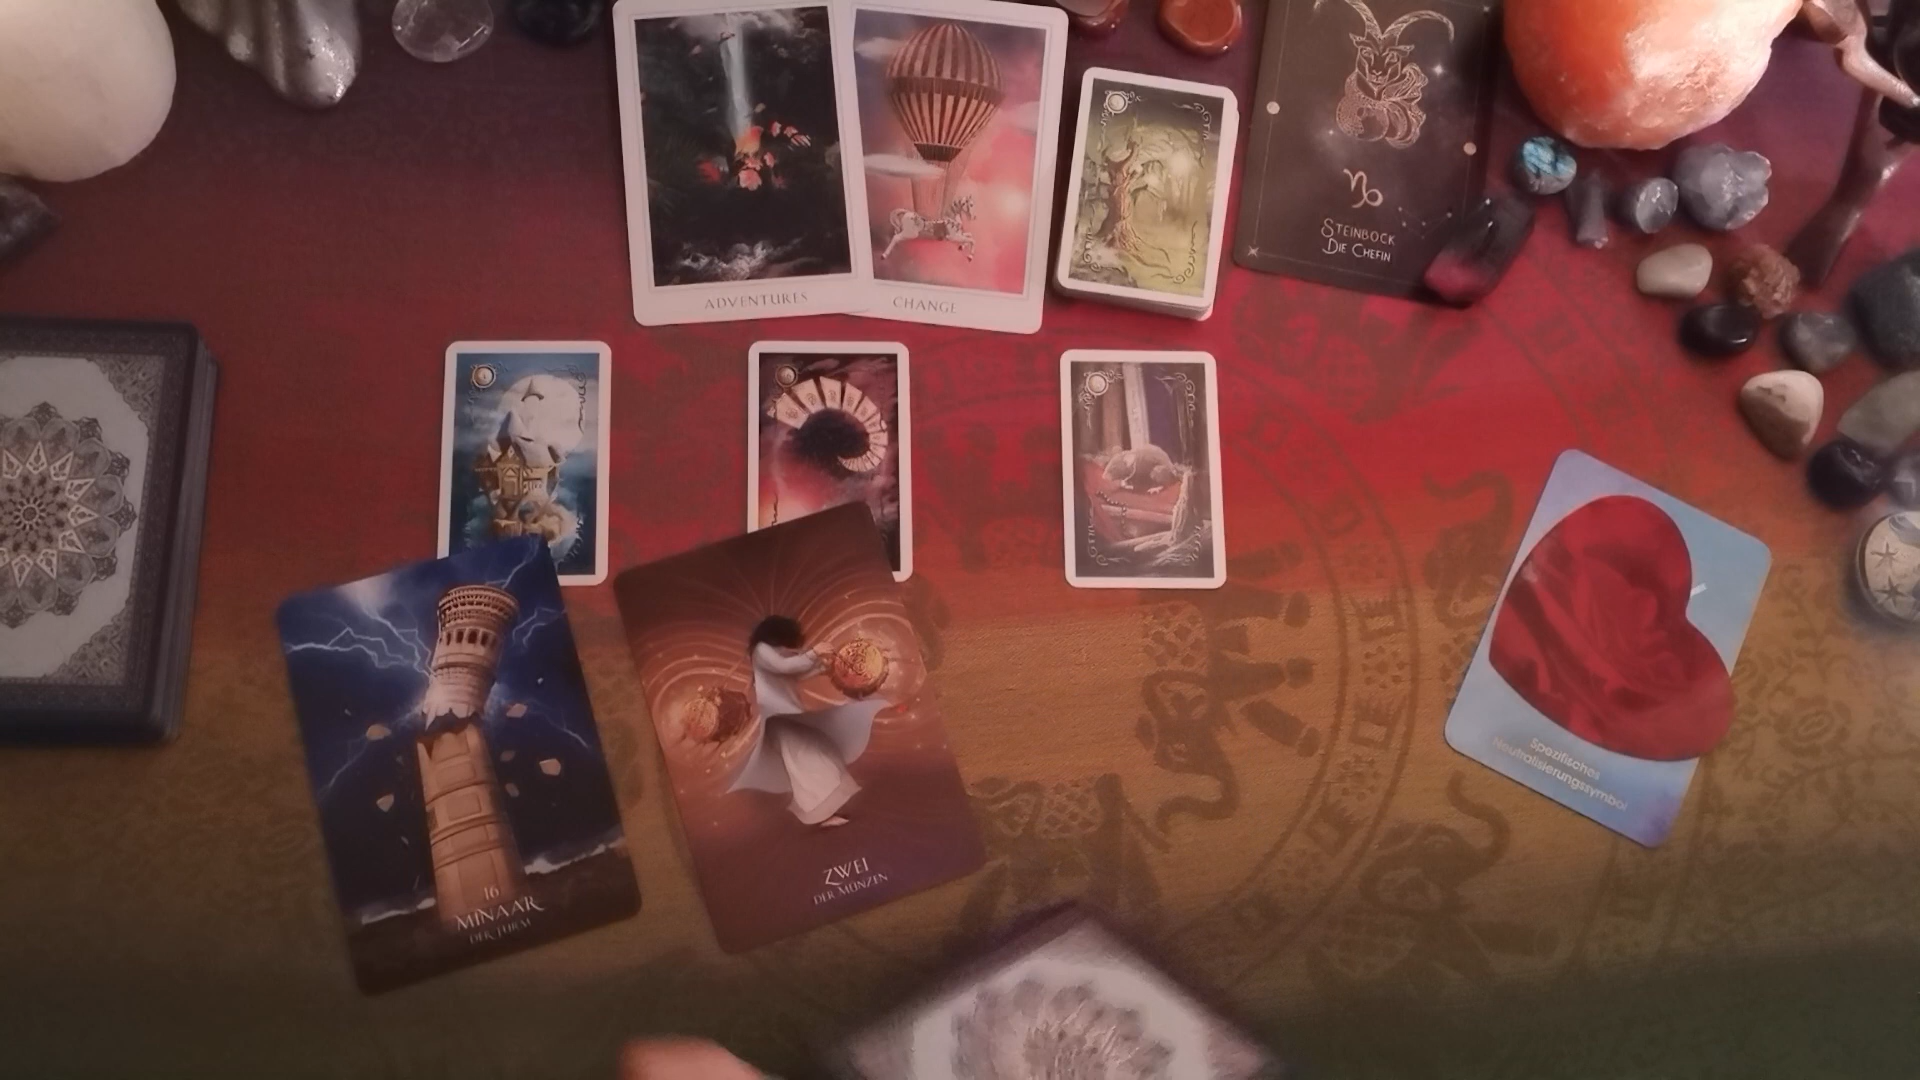 ADVENTURES
CHANGE
STEINBOCK
DIE CHEFIN
Spezifisches
Neutralisierungssymbol
ZWEI
DER MÜNZEN
16
MINAAR
DER TURM